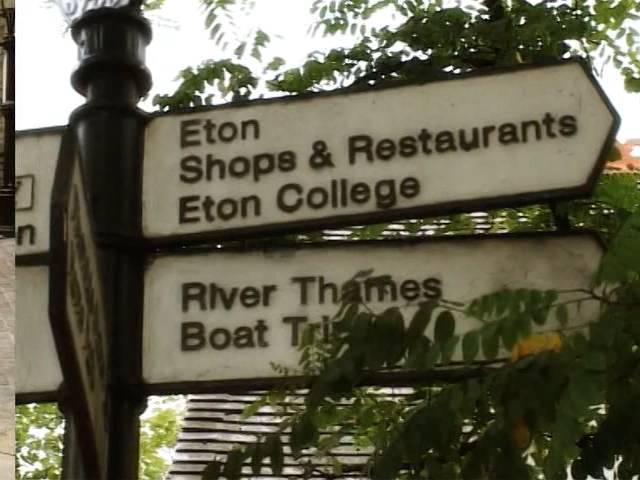 Eton
Shops & Restaurants
Eton College
River Thames
Boat